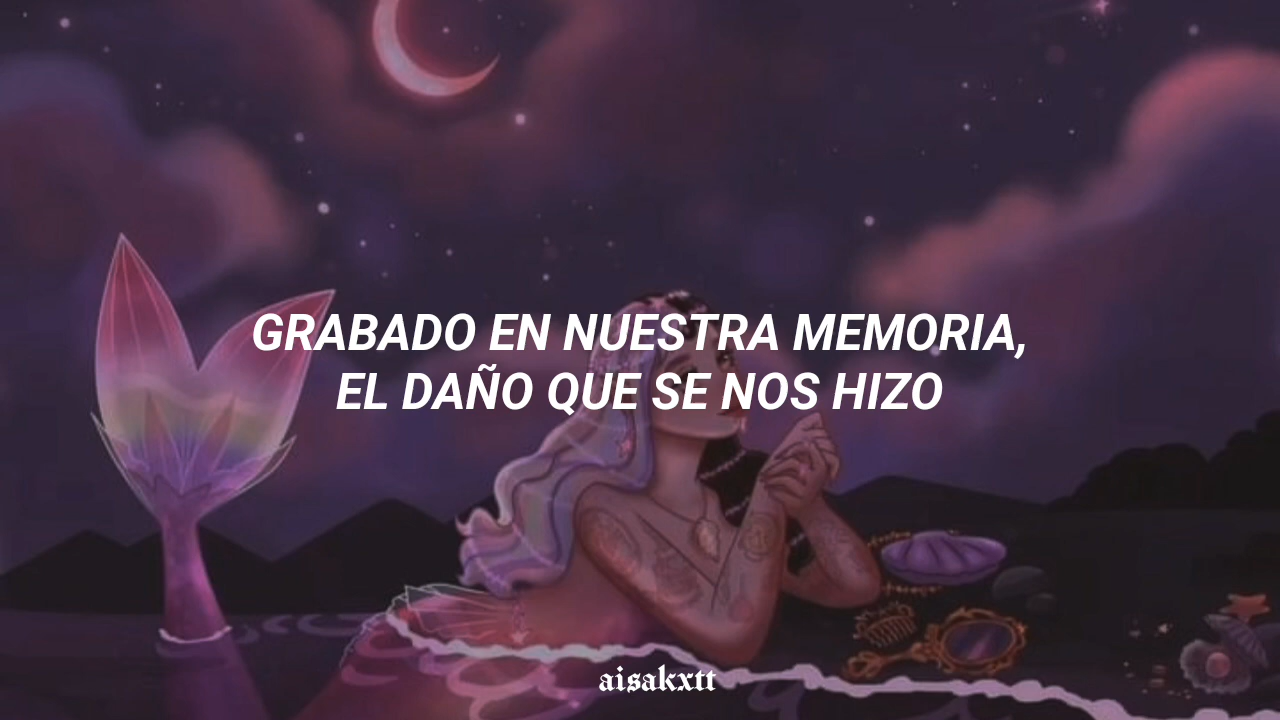 GRABADO EN NUESTRA MEMORIA,
EL DAÑO QUE SE NOS HIZO
aisakxtt